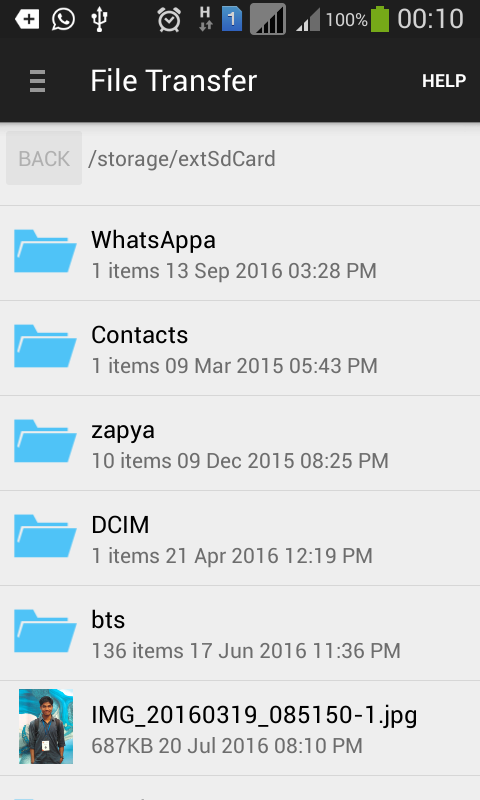 H 1 100% 00:10
File Transfer HELP
BACK /storage/extSdCard
WhatsAppa
1 items 13 Sep 2016 03:28 PM
Contacts
1 items 09 Mar 2015 05:43 PM
zapya
10 items 09 Dec 2015 08:25 PM
DCIM
1 items 21 Apr 2016 12:19 PM
bts
136 items 17 Jun 2016 11:36 PM
IMG_20160319_085150-1.jpg
687KB 20 Jul 2016 08:10 PM